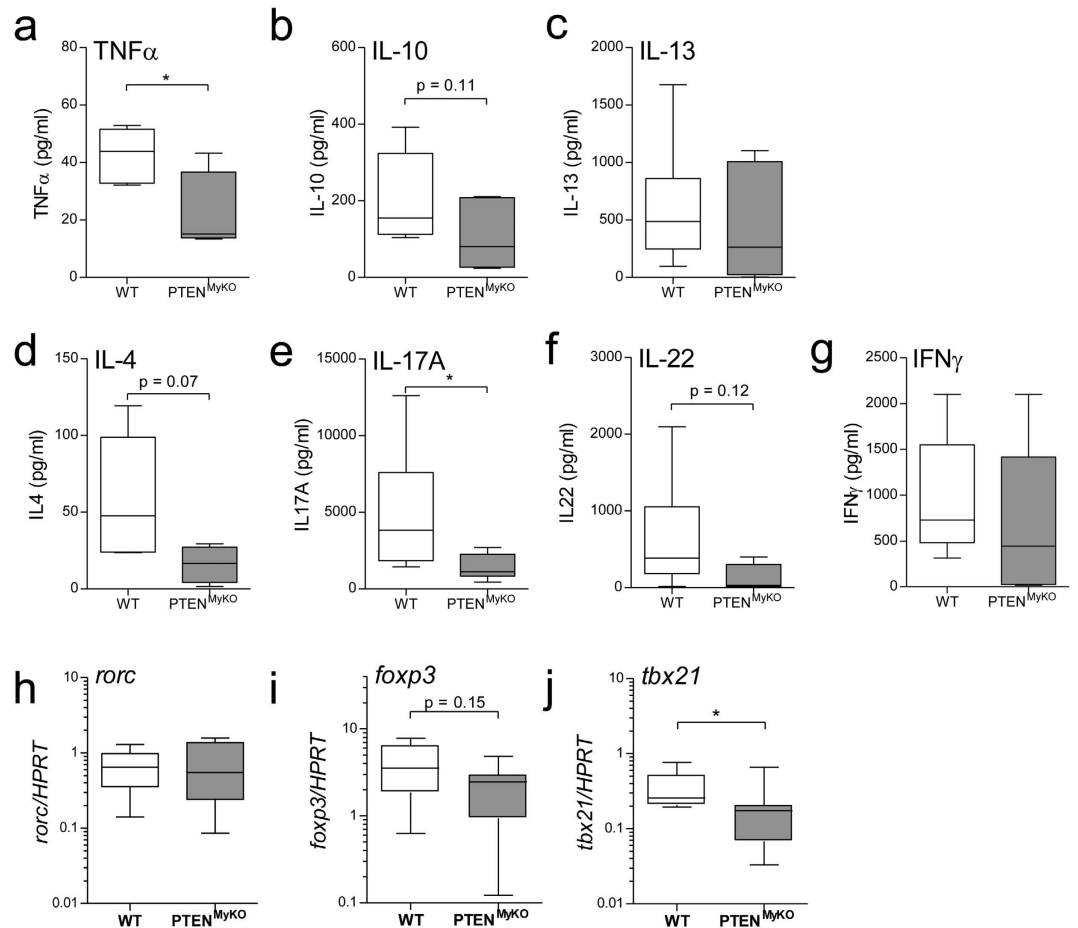 a
TNFα
80
60
40
20
0
TNFα (pg/ml)
*
WT
PTEN^MyKO
b
IL-10
600
400
200
0
IL-10 (pg/ml)
p = 0.11
WT
PTEN^MyKO
c
IL-13
2000
1500
1000
500
0
IL-13 (pg/ml)
WT
PTEN^MyKO
d
IL-4
150
100
50
0
IL4 (pg/ml)
p = 0.07
WT
PTEN^MyKO
e
IL-17A
15000
10000
5000
0
IL17A (pg/ml)
*
WT
PTEN^MyKO
f
IL-22
3000
2000
1000
0
IL22 (pg/ml)
p = 0.12
WT
PTEN^MyKO
g
IFNγ
2500
2000
1500
1000
500
0
IFNγ (pg/ml)
WT
PTEN^MyKO
h
rorc
10
1
0.1
0.01
rorc/HPRT
WT
PTEN^MyKO
i
foxp3
10
1
0.1
foxp3/HPRT
p = 0.15
WT
PTEN^MyKO
j
tbx21
10
1
0.1
0.01
tbx21/HPRT
*
WT
PTEN^MyKO